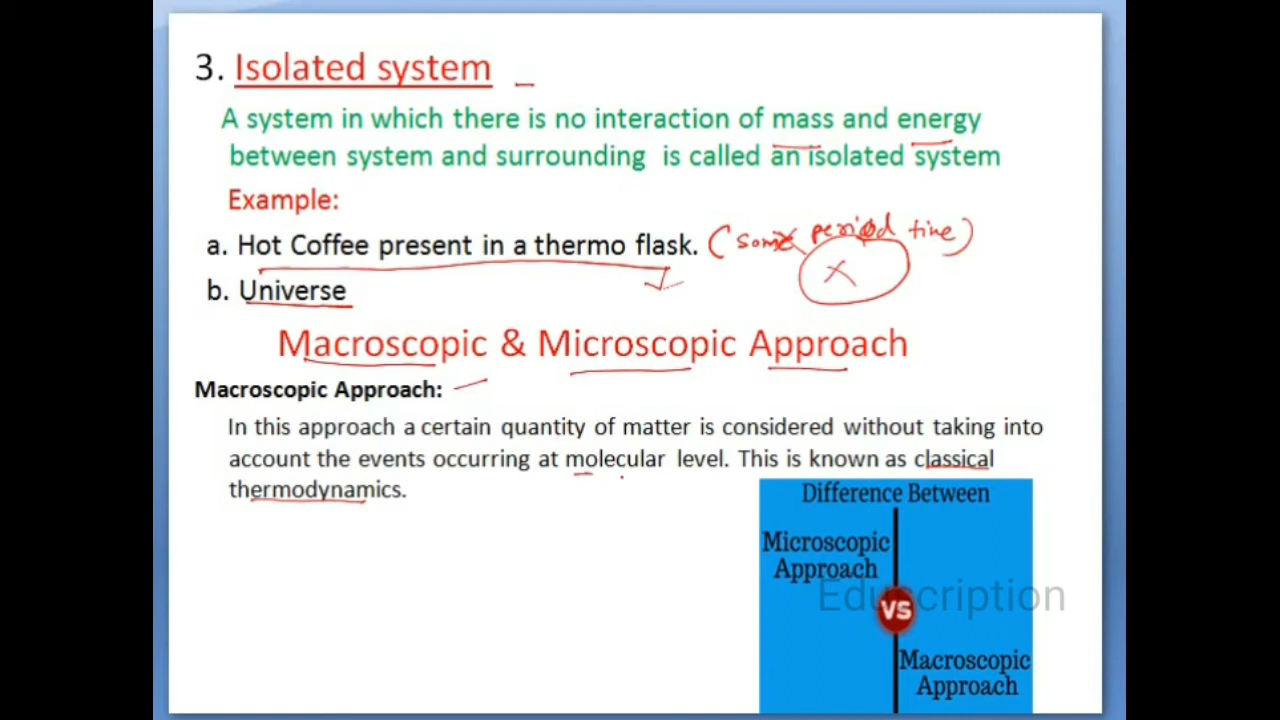 3. Isolated system
A system in which there is no interaction of mass and energy
between system and surrounding is called an isolated system
Example:
a. Hot Coffee present in a thermo flask. (some period time)
b. Universe
Macroscopic & Microscopic Approach
Macroscopic Approach:
In this approach a certain quantity of matter is considered without taking into
account the events occurring at molecular level. This is known as classical
thermodynamics.
Difference Between
Microscopic
Approach
Eduscription
VS
Macroscopic
Approach